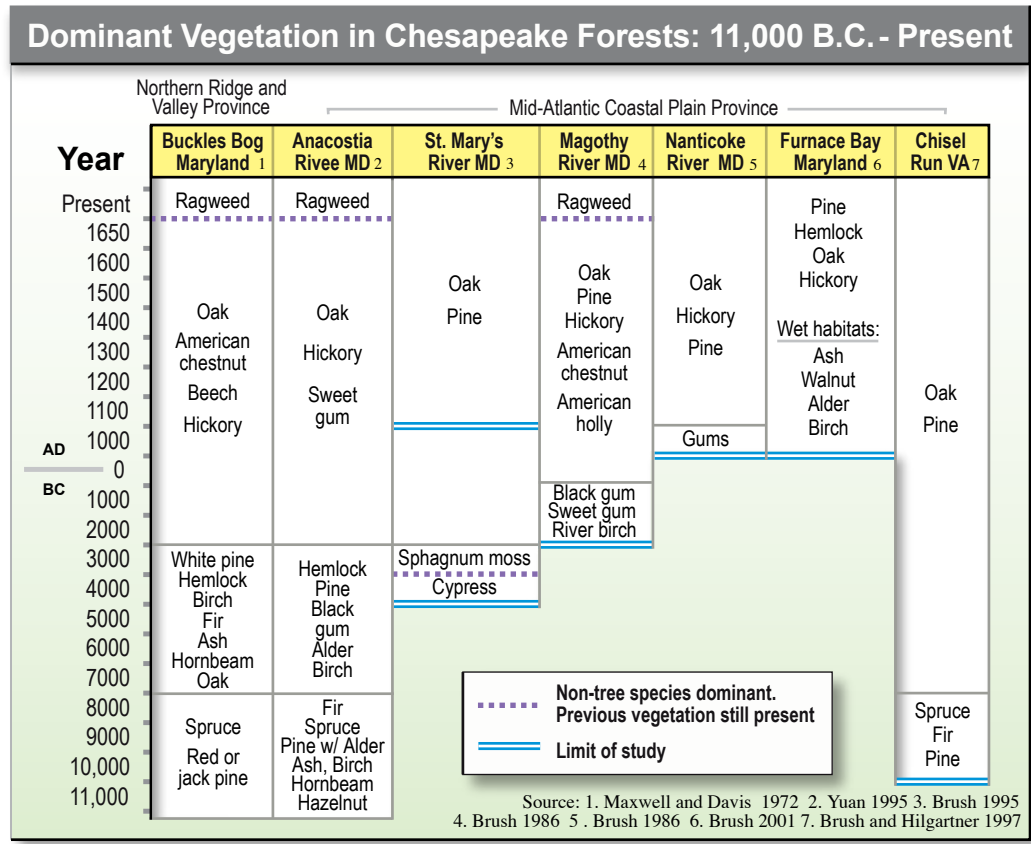 Dominant Vegetation in Chesapeake Forests: 11,000 B.C. - Present
Northern Ridge and
Valley Province
Mid-Atlantic Coastal Plain Province
Year
Buckles Bog
Maryland 1
Anacostia
Rivee MD 2
St. Mary's
River MD 3
Magothy
River MD 4
Nanticoke
River MD 5
Furnace Bay
Maryland 6
Chisel
Run VA 7
Present
1650
1600
1500
1400
1300
1200
1100
1000
AD
0
BC
1000
2000
3000
4000
5000
6000
7000
8000
9000
10,000
11,000
Ragweed
Oak
American
chestnut
Beech
Hickory
White pine
Hemlock
Birch
Fir
Ash
Hornbeam
Oak
Spruce
Red or
jack pine
Ragweed
Oak
Hickory
Sweet
gum
Hemlock
Pine
Black
gum
Alder
Birch
Fir
Spruce
Pine w/ Alder
Ash, Birch
Hornbeam
Hazelnut
Oak
Pine
Sphagnum moss
Cypress
Ragweed
Oak
Pine
Hickory
American
chestnut
American
holly
Black gum
Sweet gum
River birch
Oak
Hickory
Pine
Gums
Pine
Hemlock
Oak
Hickory
Wet habitats:
Ash
Walnut
Alder
Birch
Oak
Pine
Spruce
Fir
Pine
Non-tree species dominant.
Previous vegetation still present
Limit of study
Source: 1. Maxwell and Davis 1972 2. Yuan 1995 3. Brush 1995
4. Brush 1986 5 . Brush 1986 6. Brush 2001 7. Brush and Hilgartner 1997